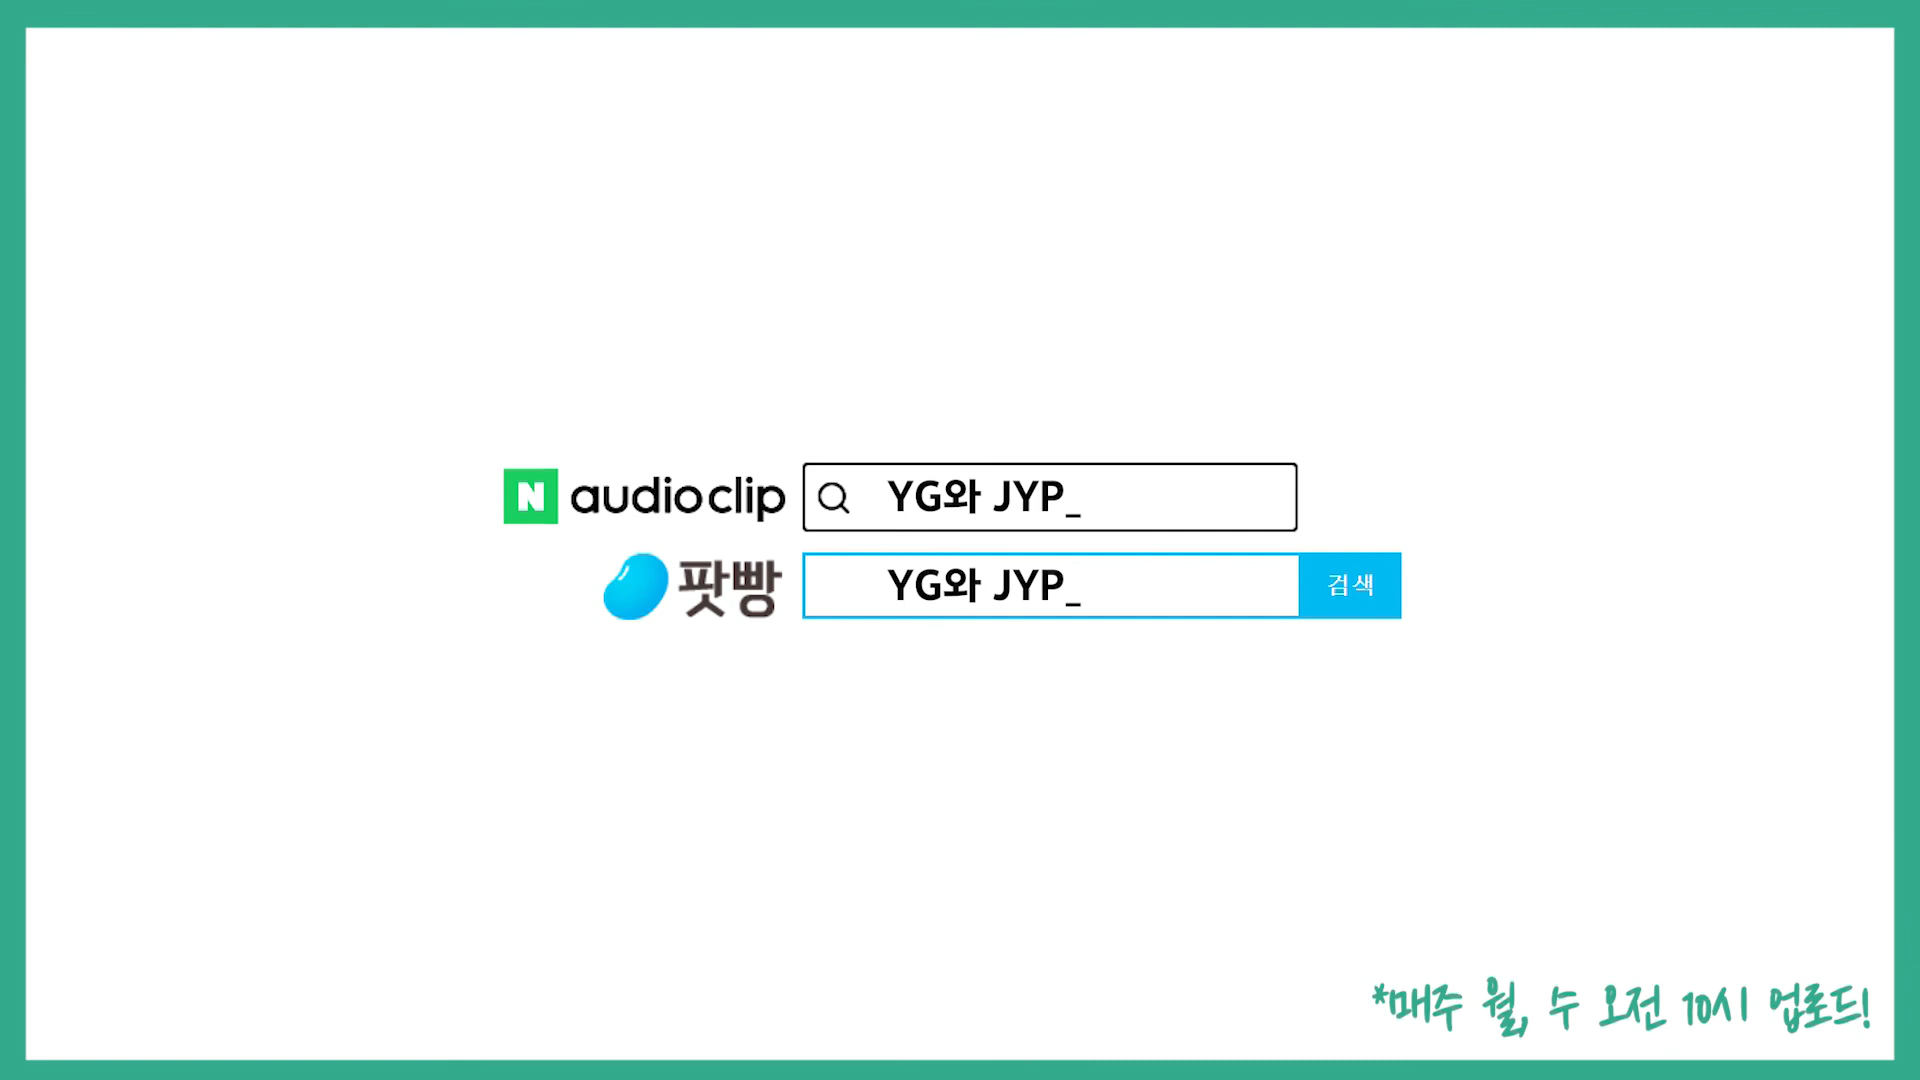 N audioclip YG와 JYP_
팟빵 YG와 JYP_ 검색
*매주 월, 수 오전 10시 업로드!